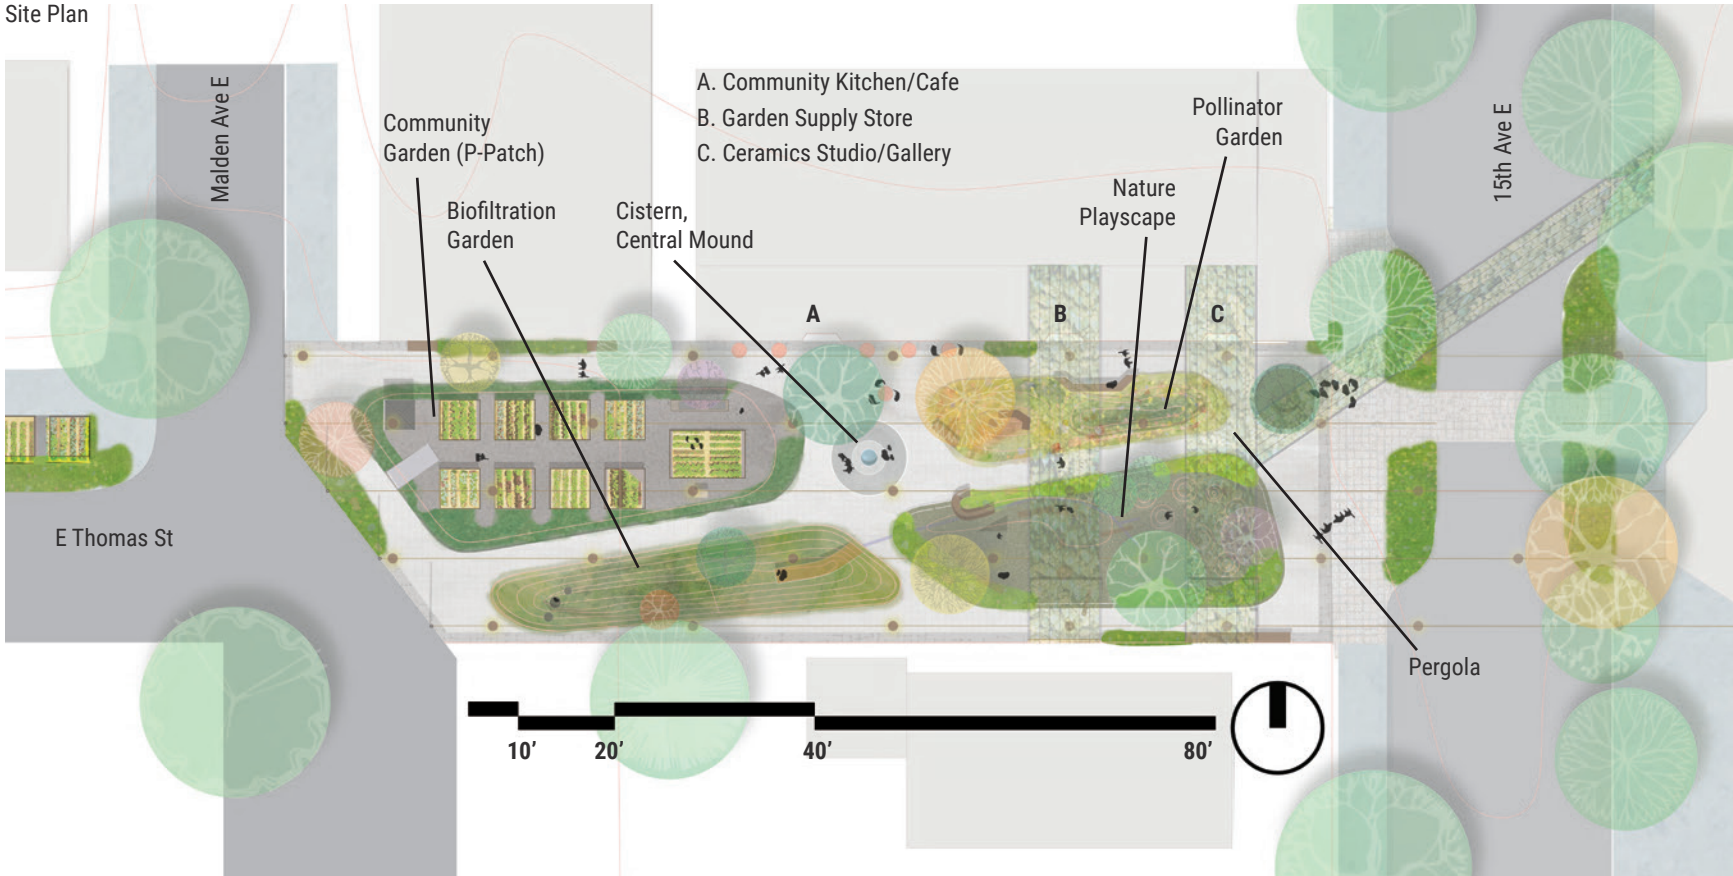 Site Plan
Malden Ave E
Community
Garden (P-Patch)
Biofiltration
Garden
Cistern,
Central Mound
A. Community Kitchen/Cafe
B. Garden Supply Store
C. Ceramics Studio/Gallery
Pollinator
Garden
Nature
Playscape
15th Ave E
A
B
C
E Thomas St
Pergola
10’
20’
40’
80’